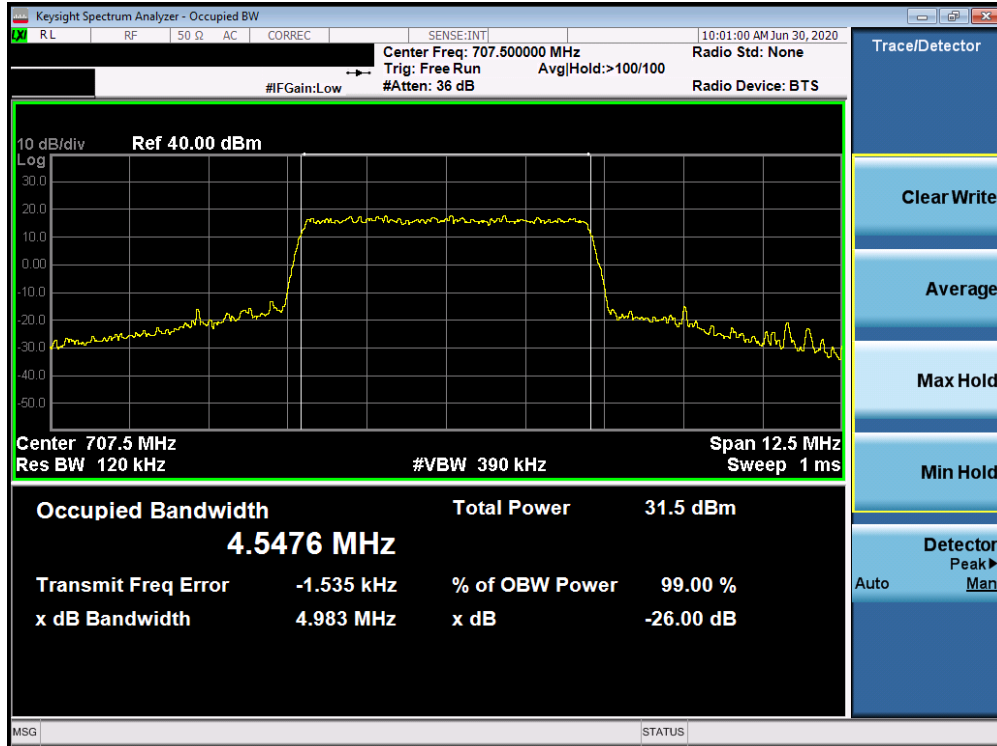 Keysight Spectrum Analyzer - Occupied BW
LXI RL RF 50 Ω AC CORREC SENSE:INT 10:01:00 AM Jun 30, 2020
Center Freq: 707.500000 MHz Radio Std: None
Trig: Free Run Avg|Hold:>100/100
#IFGain:Low #Atten: 36 dB Radio Device: BTS
10 dB/div Ref 40.00 dBm
Log
30.0
20.0
10.0
0.00
-10.0
-20.0
-30.0
-40.0
-50.0
Center 707.5 MHz Span 12.5 MHz
Res BW 120 kHz #VBW 390 kHz Sweep 1 ms
Occupied Bandwidth Total Power 31.5 dBm
4.5476 MHz
Transmit Freq Error -1.535 kHz % of OBW Power 99.00 %
x dB Bandwidth 4.983 MHz x dB -26.00 dB
Trace/Detector
Clear Write
Average
Max Hold
Min Hold
Detector
Peak▶
Auto Man
MSG STATUS